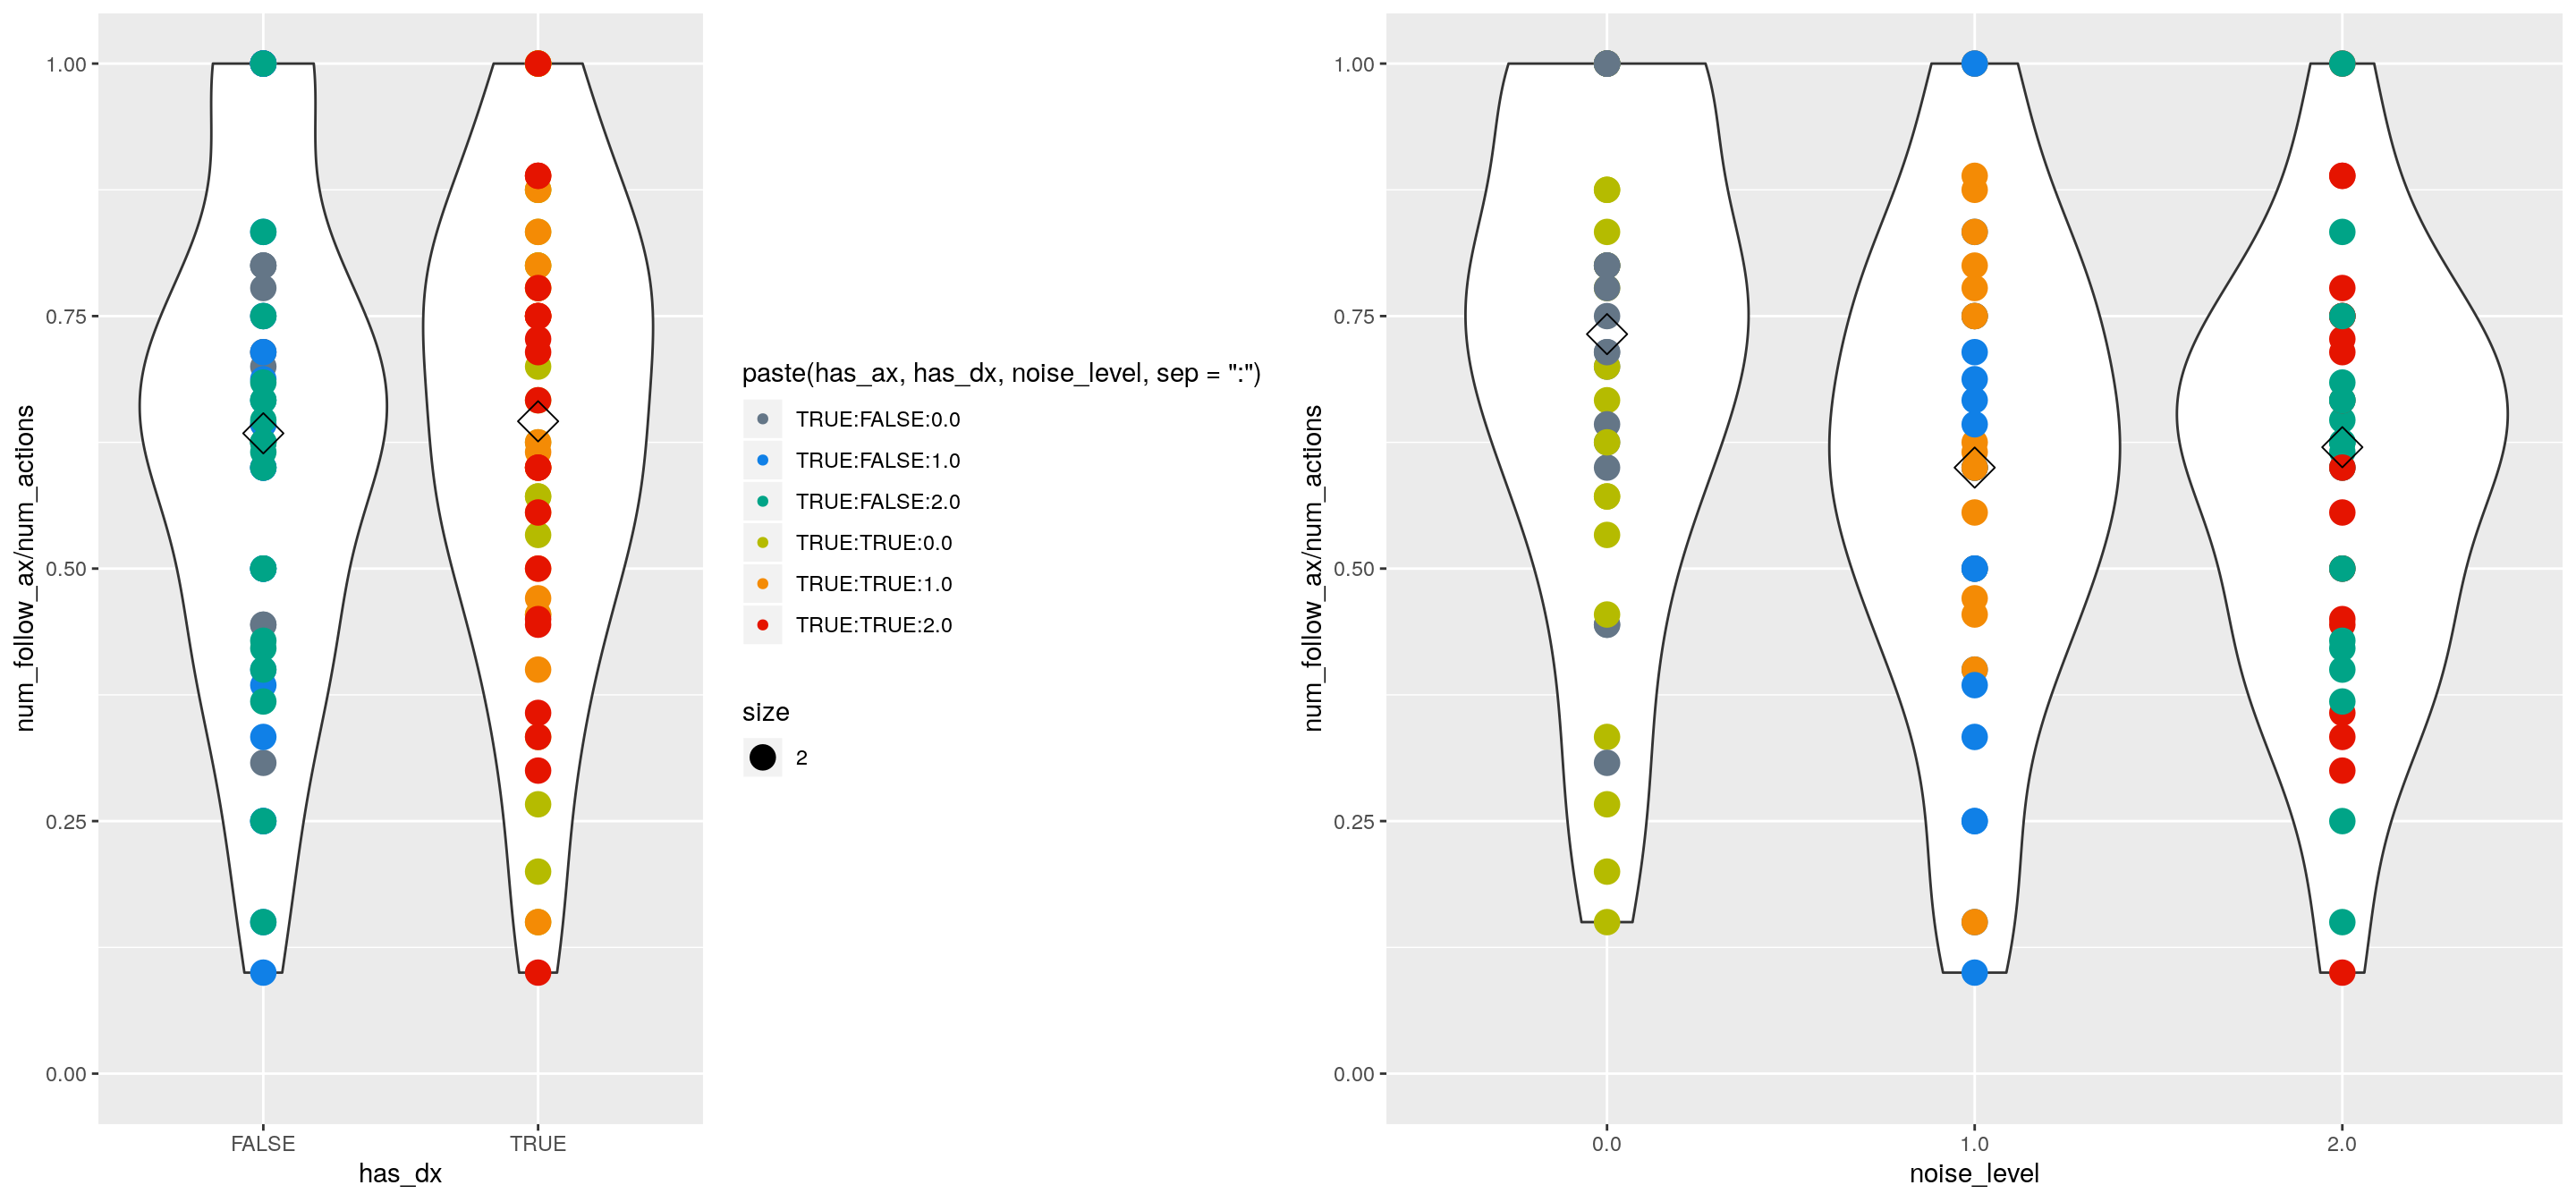 num_follow_ax/num_actions
1.00
0.75
0.50
0.25
0.00
FALSE
TRUE
has_dx
paste(has_ax, has_dx, noise_level, sep = ":")
TRUE:FALSE:0.0
TRUE:FALSE:1.0
TRUE:FALSE:2.0
TRUE:TRUE:0.0
TRUE:TRUE:1.0
TRUE:TRUE:2.0
size
2
num_follow_ax/num_actions
1.00
0.75
0.50
0.25
0.00
0.0
1.0
2.0
noise_level